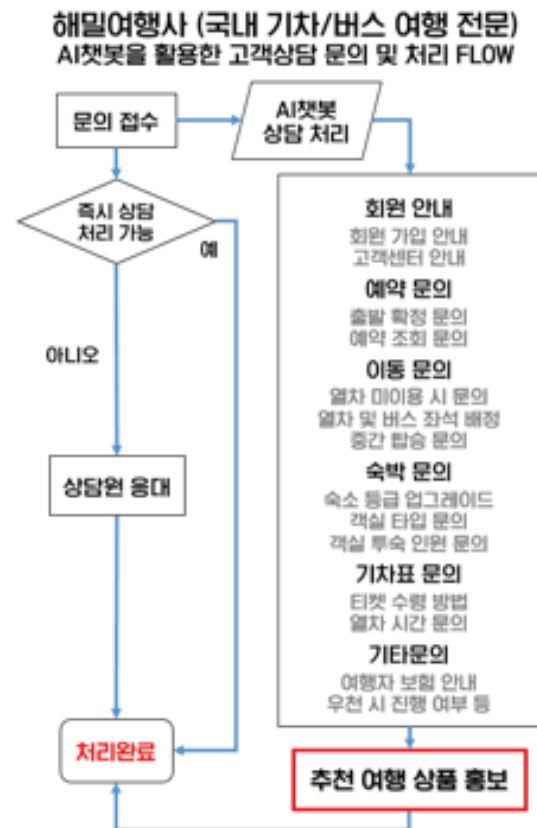 해밀여행사 (국내 기차/버스 여행 전문)
AI챗봇을 활용한 고객상담 문의 및 처리 FLOW
문의 접수
AI챗봇
상담 처리
즉시 상담
처리 가능
예
아니오
상담원 응대
처리완료
회원 안내
회원 가입 안내
고객센터 안내
예약 문의
출발 확정 문의
예약 조회 문의
이동 문의
열차 미이용 시 문의
열차 및 버스 좌석 배정
중간 탑승 문의
숙박 문의
숙소 등급 업그레이드
객실 타입 문의
객실 투숙 인원 문의
기차표 문의
티켓 수령 방법
열차 시간 문의
기타문의
여행자 보험 안내
우천 시 진행 여부 등
추천 여행 상품 홍보